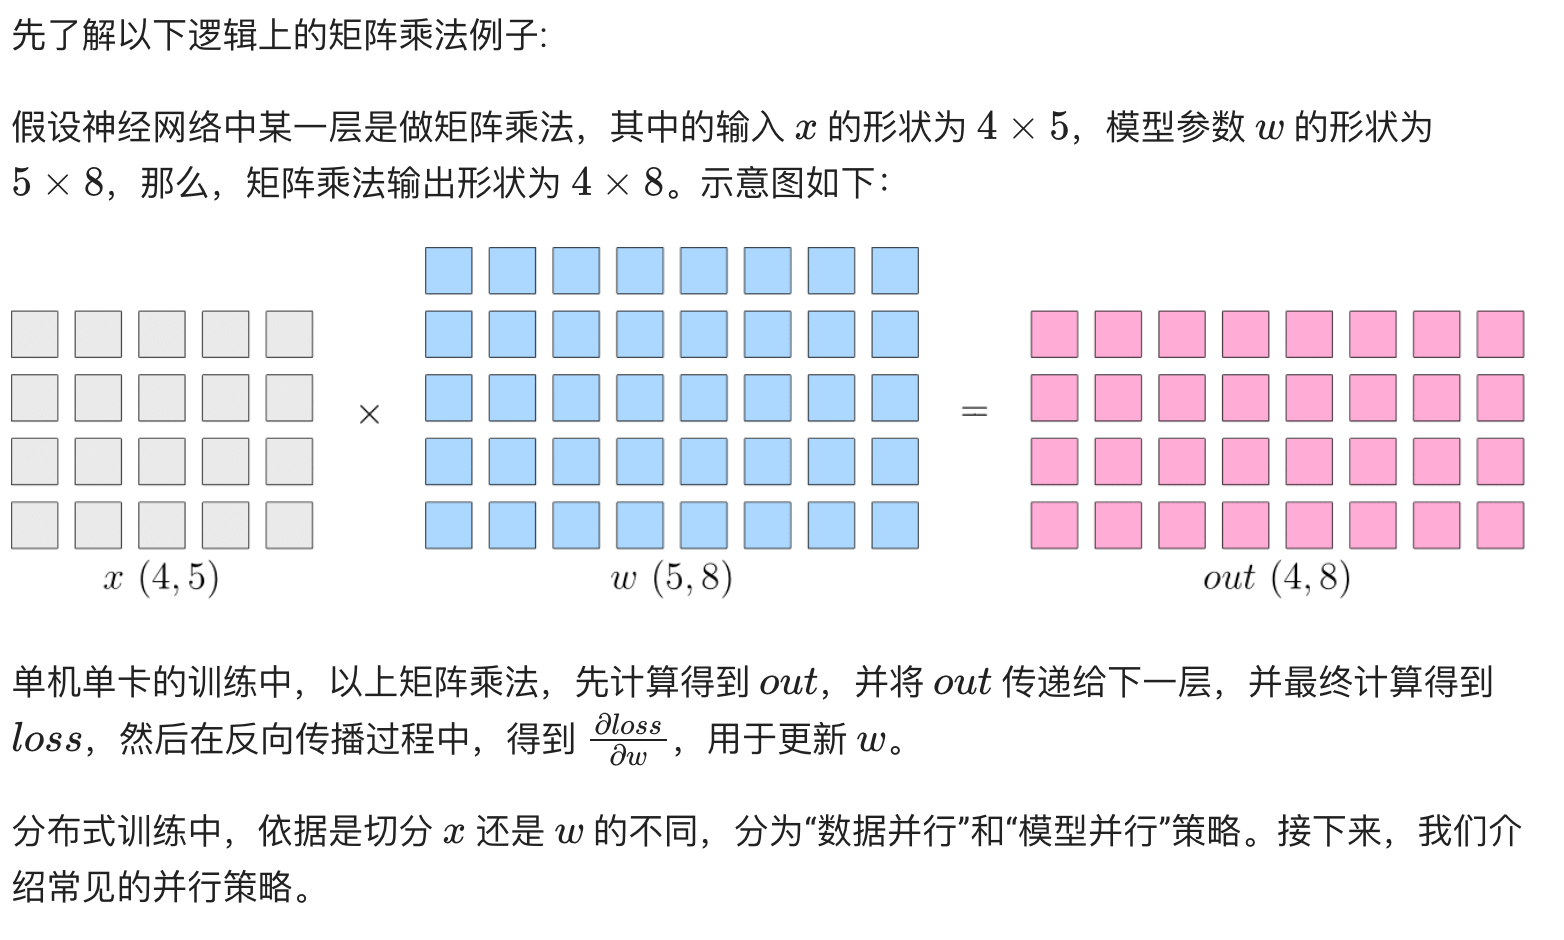 先了解以下逻辑上的矩阵乘法例子:
假设神经网络中某一层是做矩阵乘法，其中的输入 x 的形状为 4 × 5，模型参数 w 的形状为
5 × 8，那么，矩阵乘法输出形状为 4 × 8。示意图如下：
×
=
x (4, 5)
w (5, 8)
out (4, 8)
单机单卡的训练中，以上矩阵乘法，先计算得到 out，并将 out 传递给下一层，并最终计算得到
loss，然后在反向传播过程中，得到 ∂loss/∂w，用于更新 w。
分布式训练中，依据是切分 x 还是 w 的不同，分为“数据并行”和“模型并行”策略。接下来，我们介
绍常见的并行策略。